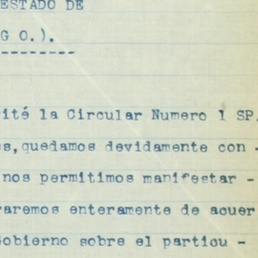 ESTADO DE
G O.).
ité la Circular Numero 1 SP.
s,quedamos devidamente con -
nos permitimos manifestar -
raremos enteramente de acuer
Gobierno sobre el particu -